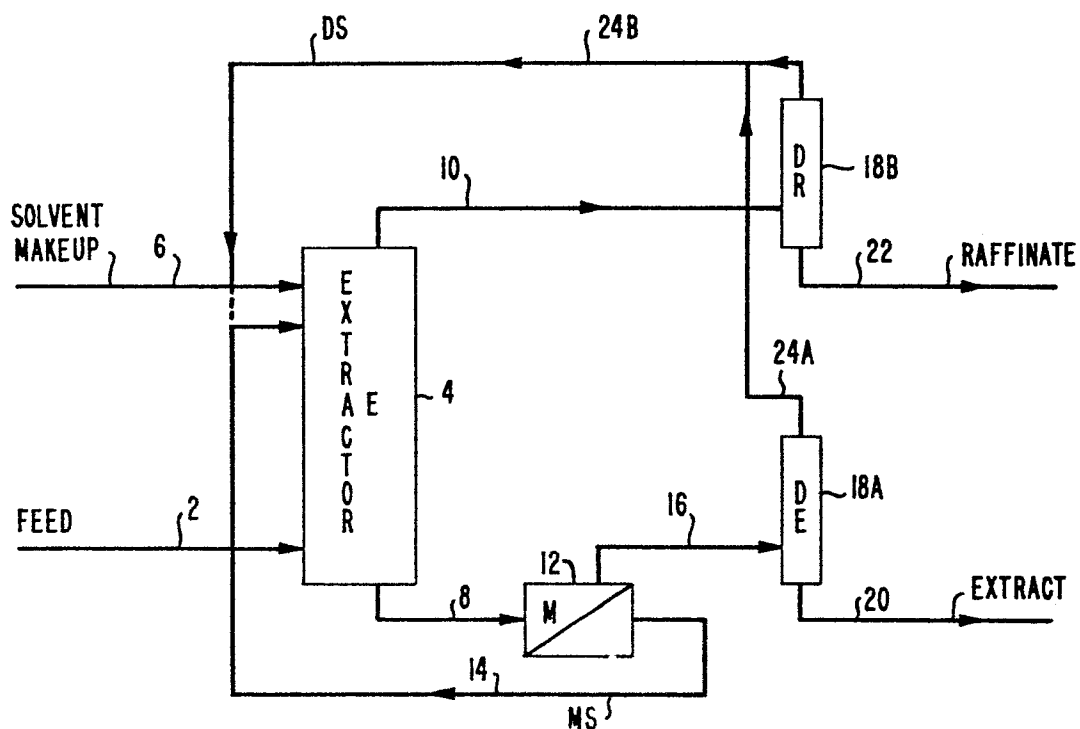 DS
24B
10
D
R
18B
SOLVENT
MAKEUP
6
22
RAFFINATE
EXTRACTOR
E
4
24A
FEED
2
16
D
E
18A
12
M
8
20
EXTRACT
14
MS